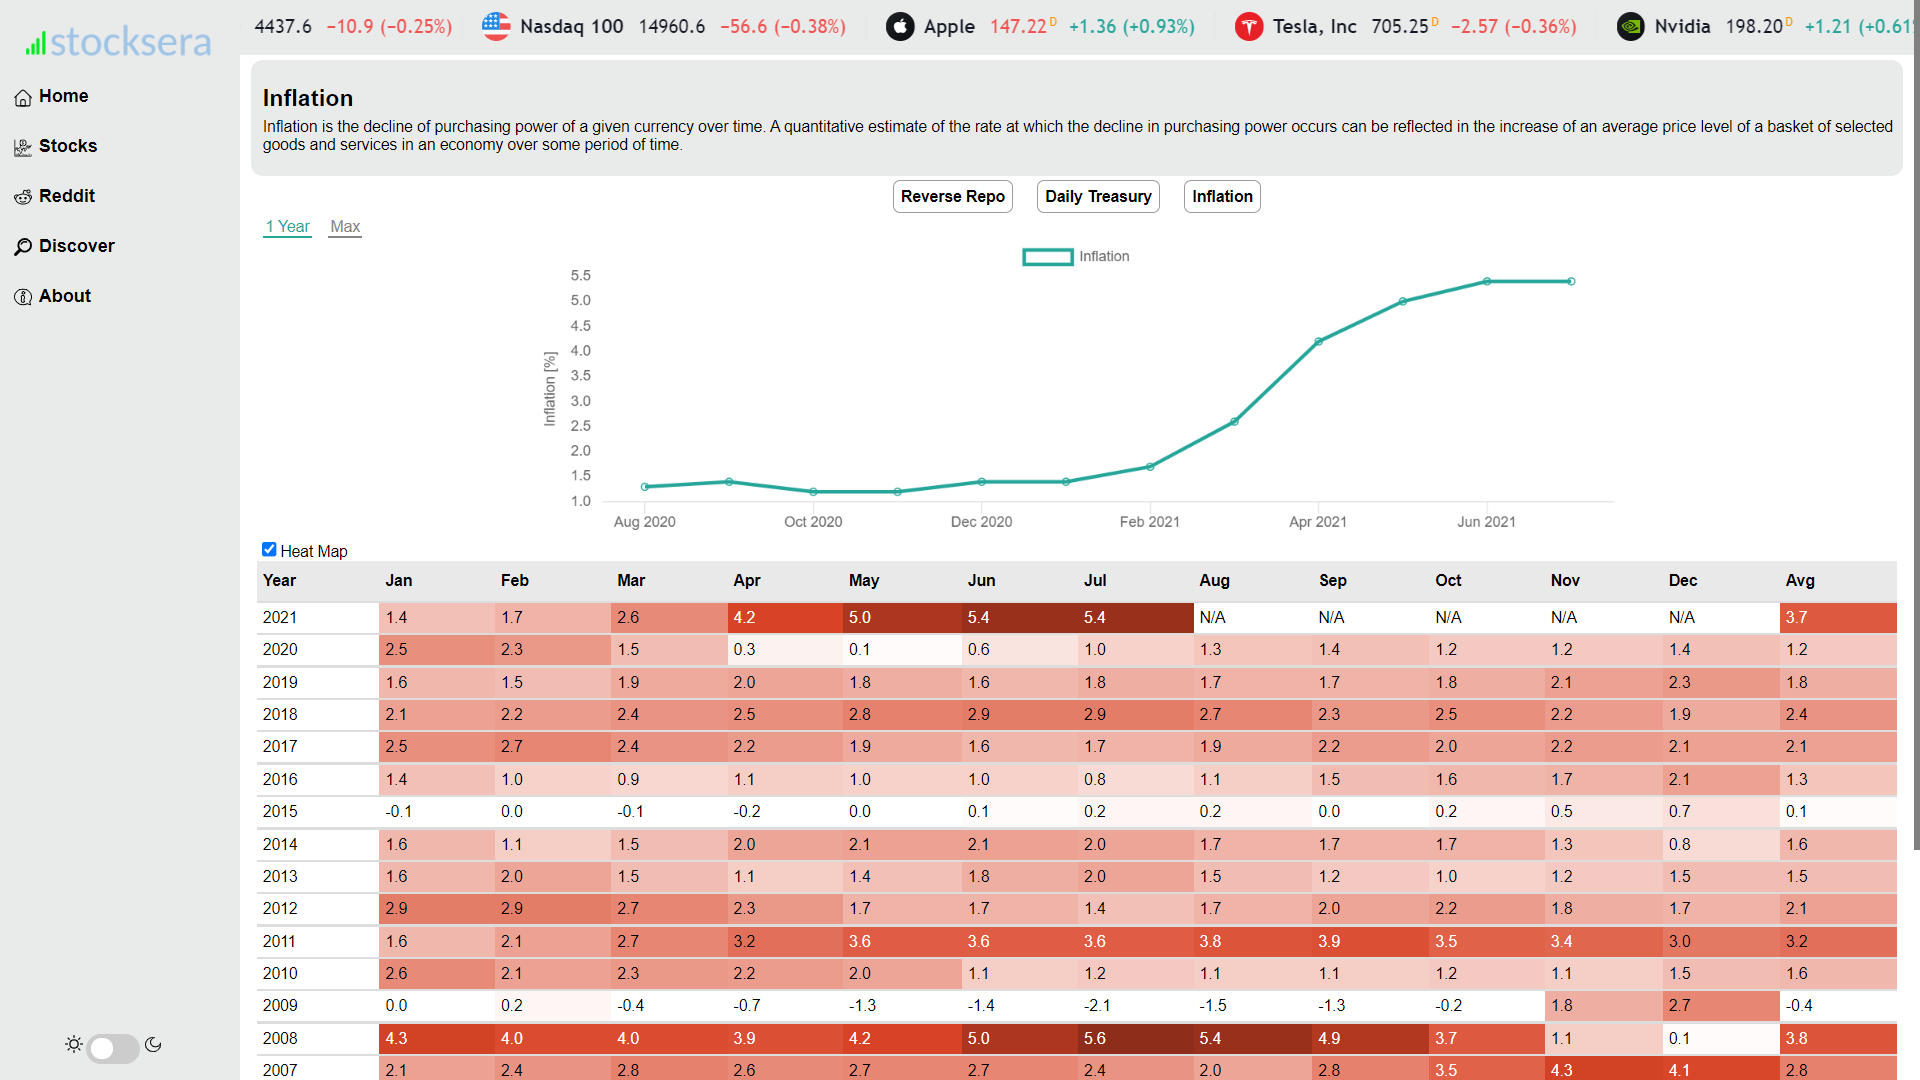 4437.6 −10.9 (−0.25%) Nasdaq 100 14960.6 −56.6 (−0.38%) Apple 147.22 D +1.36 (+0.93%) Tesla, Inc 705.25 D −2.57 (−0.36%) Nvidia 198.20 D +1.21 (+0.61
stocksera
Home
Stocks
Reddit
Discover
About
Inflation
Inflation is the decline of purchasing power of a given currency over time. A quantitative estimate of the rate at which the decline in purchasing power occurs can be reflected in the increase of an average price level of a basket of selected
goods and services in an economy over some period of time.
Reverse Repo Daily Treasury Inflation
1 Year Max
Inflation
5.5
5.0
4.5
4.0
3.5
3.0
2.5
2.0
1.5
1.0
Inflation [%]
Aug 2020 Oct 2020 Dec 2020 Feb 2021 Apr 2021 Jun 2021
Heat Map
Year Jan Feb Mar Apr May Jun Jul Aug Sep Oct Nov Dec Avg
2021 1.4 1.7 2.6 4.2 5.0 5.4 5.4 N/A N/A N/A N/A N/A 3.7
2020 2.5 2.3 1.5 0.3 0.1 0.6 1.0 1.3 1.4 1.2 1.2 1.4 1.2
2019 1.6 1.5 1.9 2.0 1.8 1.6 1.8 1.7 1.7 1.8 2.1 2.3 1.8
2018 2.1 2.2 2.4 2.5 2.8 2.9 2.9 2.7 2.3 2.5 2.2 1.9 2.4
2017 2.5 2.7 2.4 2.2 1.9 1.6 1.7 1.9 2.2 2.0 2.2 2.1 2.1
2016 1.4 1.0 0.9 1.1 1.0 1.0 0.8 1.1 1.5 1.6 1.7 2.1 1.3
2015 -0.1 0.0 -0.1 -0.2 0.0 0.1 0.2 0.2 0.0 0.2 0.5 0.7 0.1
2014 1.6 1.1 1.5 2.0 2.1 2.1 2.0 1.7 1.7 1.7 1.3 0.8 1.6
2013 1.6 2.0 1.5 1.1 1.4 1.8 2.0 1.5 1.2 1.0 1.2 1.5 1.5
2012 2.9 2.9 2.7 2.3 1.7 1.7 1.4 1.7 2.0 2.2 1.8 1.7 2.1
2011 1.6 2.1 2.7 3.2 3.6 3.6 3.6 3.8 3.9 3.5 3.4 3.0 3.2
2010 2.6 2.1 2.3 2.2 2.0 1.1 1.2 1.1 1.1 1.2 1.1 1.5 1.6
2009 0.0 0.2 -0.4 -0.7 -1.3 -1.4 -2.1 -1.5 -1.3 -0.2 1.8 2.7 -0.4
2008 4.3 4.0 4.0 3.9 4.2 5.0 5.6 5.4 4.9 3.7 1.1 0.1 3.8
2007 2.1 2.4 2.8 2.6 2.7 2.7 2.4 2.0 2.8 3.5 4.3 4.1 2.8